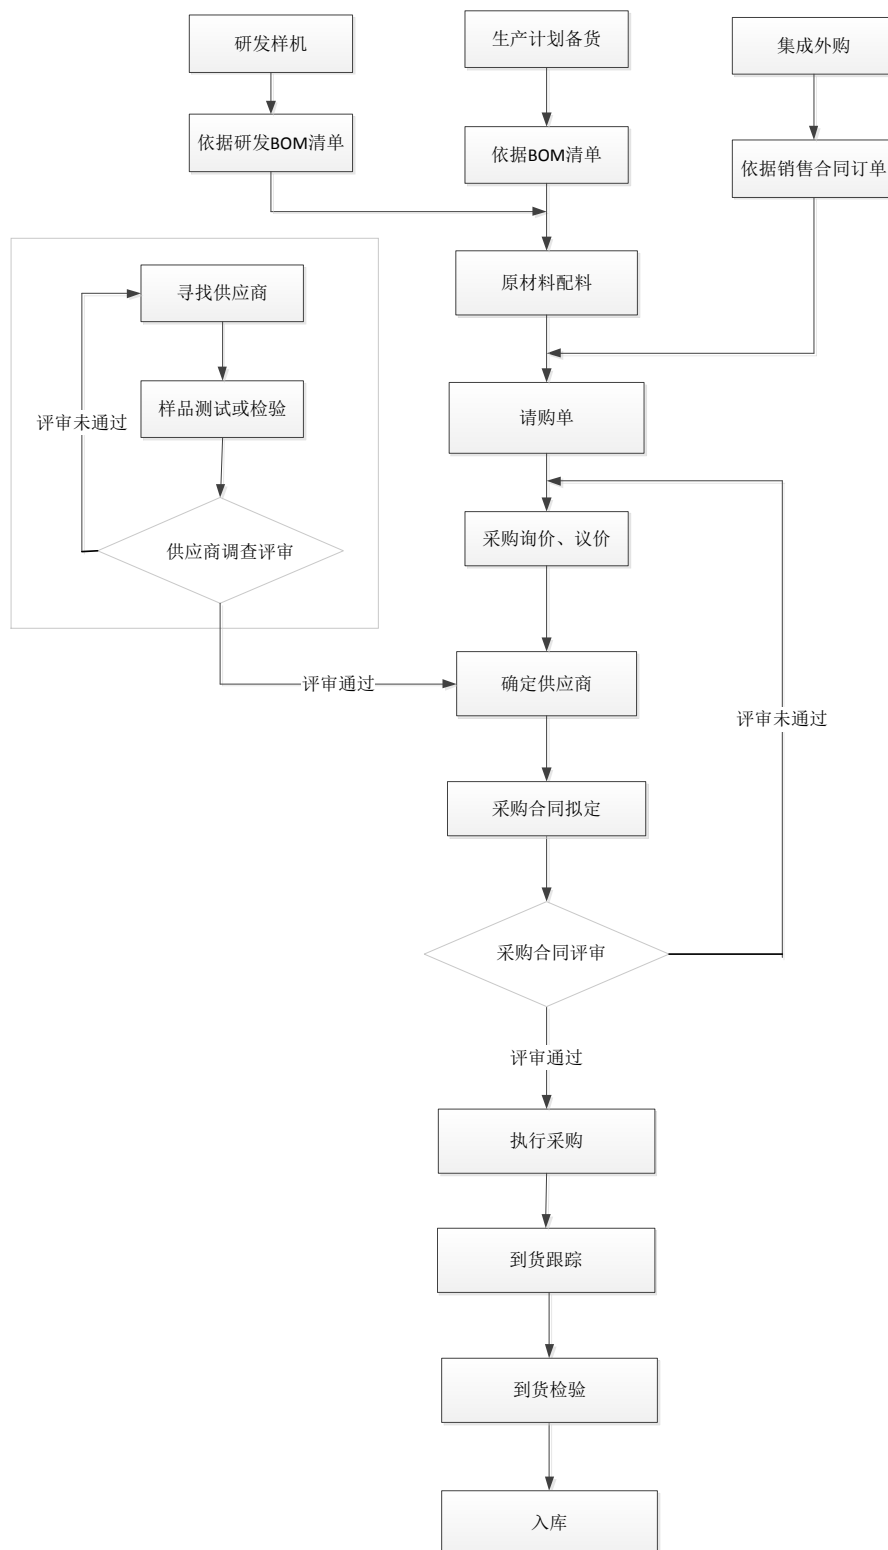 研发样机
生产计划备货
集成外购
依据研发BOM清单
依据BOM清单
依据销售合同订单
寻找供应商
原材料配料
样品测试或检验
评审未通过
请购单
供应商调查评审
采购询价、议价
评审通过
确定供应商
评审未通过
采购合同拟定
采购合同评审
评审通过
执行采购
到货跟踪
到货检验
入库